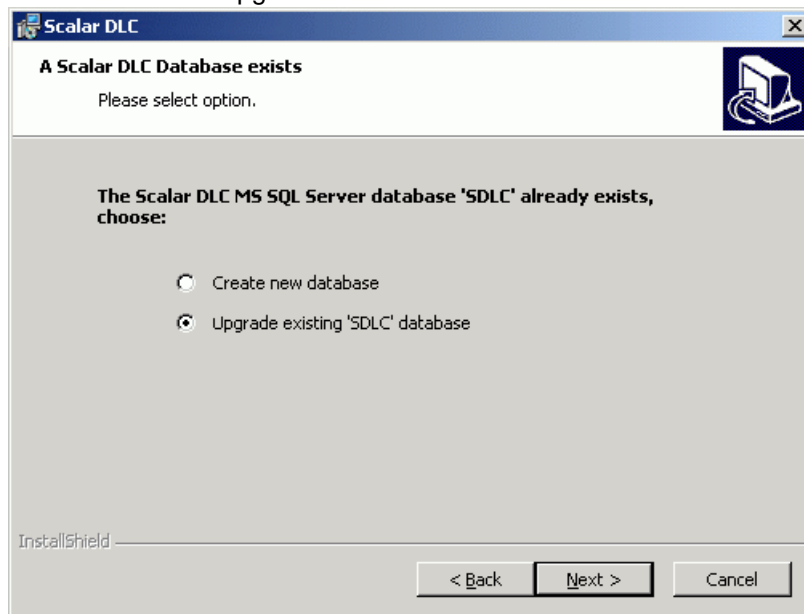 Scalar DLC
A Scalar DLC Database exists
Please select option.
The Scalar DLC MS SQL Server database 'SDLC' already exists,
choose:
Create new database
Upgrade existing 'SDLC' database
InstallShield
< Back Next > Cancel